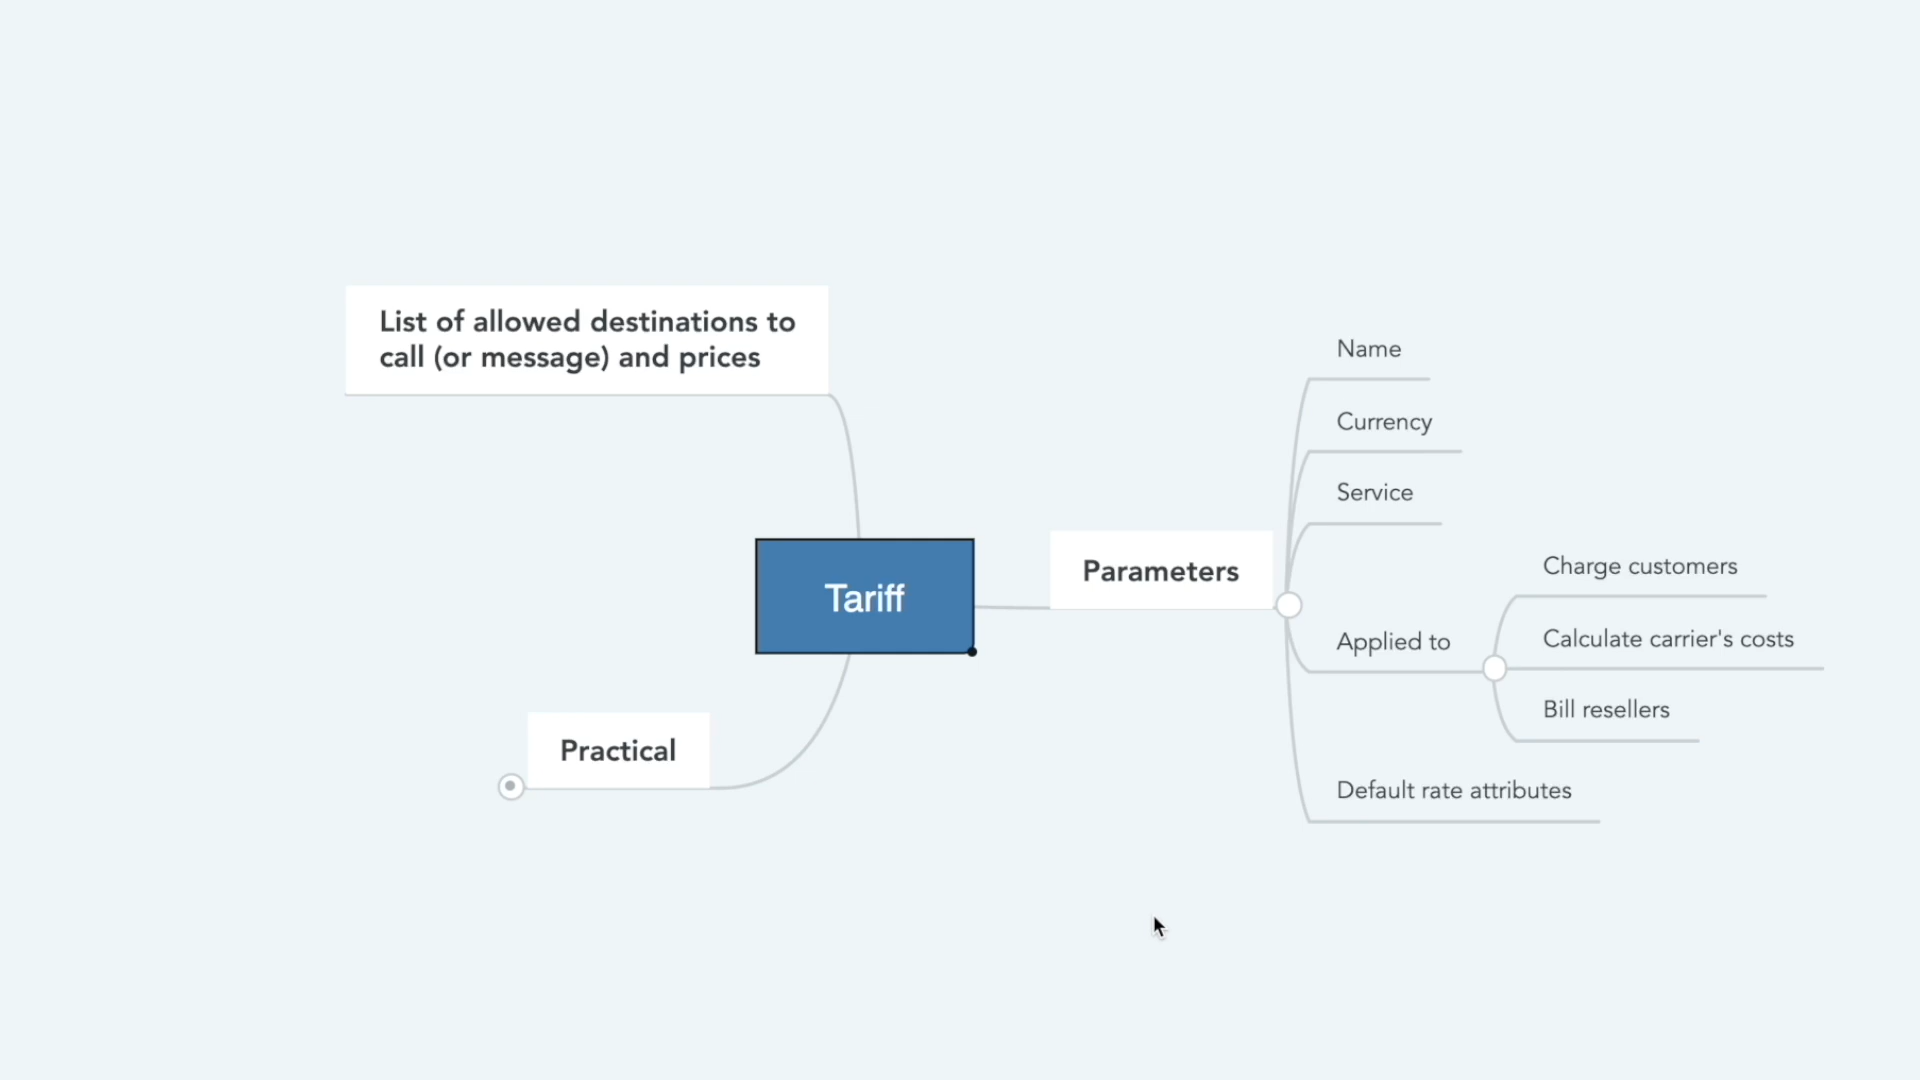 List of allowed destinations to
call (or message) and prices
Tariff
Practical
Parameters
Name
Currency
Service
Applied to
Charge customers
Calculate carrier's costs
Bill resellers
Default rate attributes